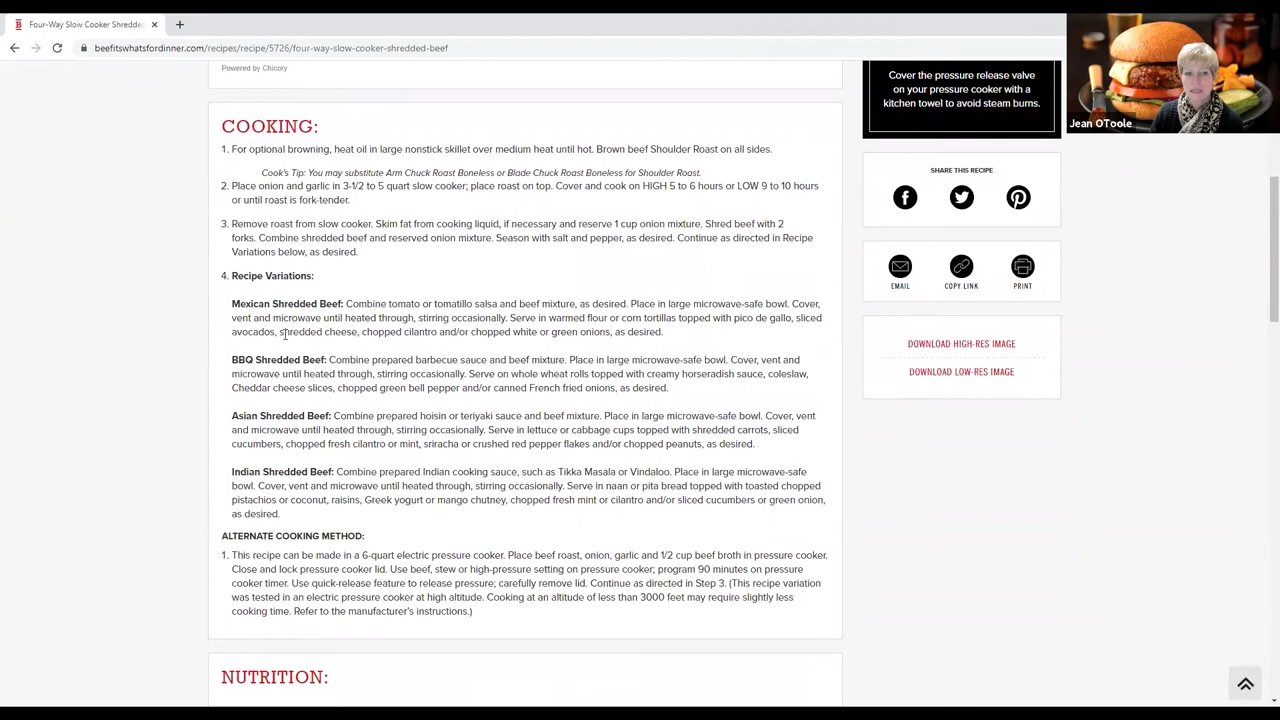 Four-Way Slow Cooker Shredded
beefitswhatsfordinner.com/recipes/recipe/5726/four-way-slow-cooker-shredded-beef
Jean OToole
Powered by Chicory
Cover the pressure release valve
on your pressure cooker with a
kitchen towel to avoid steam burns.
COOKING:
1. For optional browning, heat oil in large nonstick skillet over medium heat until hot. Brown beef Shoulder Roast on all sides.
Cook's Tip: You may substitute Arm Chuck Roast Boneless or Blade Chuck Roast Boneless for Shoulder Roast.
2. Place onion and garlic in 3-1/2 to 5 quart slow cooker; place roast on top. Cover and cook on HIGH 5 to 6 hours or LOW 9 to 10 hours
or until roast is fork-tender.
3. Remove roast from slow cooker. Skim fat from cooking liquid, if necessary and reserve 1 cup onion mixture. Shred beef with 2
forks. Combine shredded beef and reserved onion mixture. Season with salt and pepper, as desired. Continue as directed in Recipe
Variations below, as desired.
4. Recipe Variations:
Mexican Shredded Beef: Combine tomato or tomatillo salsa and beef mixture, as desired. Place in large microwave-safe bowl. Cover,
vent and microwave until heated through, stirring occasionally. Serve in warmed flour or corn tortillas topped with pico de gallo, sliced
avocados, shredded cheese, chopped cilantro and/or chopped white or green onions, as desired.
BBQ Shredded Beef: Combine prepared barbecue sauce and beef mixture. Place in large microwave-safe bowl. Cover, vent and
microwave until heated through, stirring occasionally. Serve on whole wheat rolls topped with creamy horseradish sauce, coleslaw,
Cheddar cheese slices, chopped green bell pepper and/or canned French fried onions, as desired.
Asian Shredded Beef: Combine prepared hoisin or teriyaki sauce and beef mixture. Place in large microwave-safe bowl. Cover, vent
and microwave until heated through, stirring occasionally. Serve in lettuce or cabbage cups topped with shredded carrots, sliced
cucumbers, chopped fresh cilantro or mint, sriracha or crushed red pepper flakes and/or chopped peanuts, as desired.
Indian Shredded Beef: Combine prepared Indian cooking sauce, such as Tikka Masala or Vindaloo. Place in large microwave-safe
bowl. Cover, vent and microwave until heated through, stirring occasionally. Serve in naan or pita bread topped with toasted chopped
pistachios or coconut, raisins, Greek yogurt or mango chutney, chopped fresh mint or cilantro and/or sliced cucumbers or green onion,
as desired.
ALTERNATE COOKING METHOD:
1. This recipe can be made in a 6-quart electric pressure cooker. Place beef roast, onion, garlic and 1/2 cup beef broth in pressure cooker.
Close and lock pressure cooker lid. Use beef, stew or high-pressure setting on pressure cooker; program 90 minutes on pressure
cooker timer. Use quick-release feature to release pressure; carefully remove lid. Continue as directed in Step 3. (This recipe variation
was tested in an electric pressure cooker at high altitude. Cooking at an altitude of less than 3000 feet may require slightly less
cooking time. Refer to the manufacturer's instructions.)
NUTRITION:
SHARE THIS RECIPE
EMAIL
COPY LINK
PRINT
DOWNLOAD HIGH-RES IMAGE
DOWNLOAD LOW-RES IMAGE